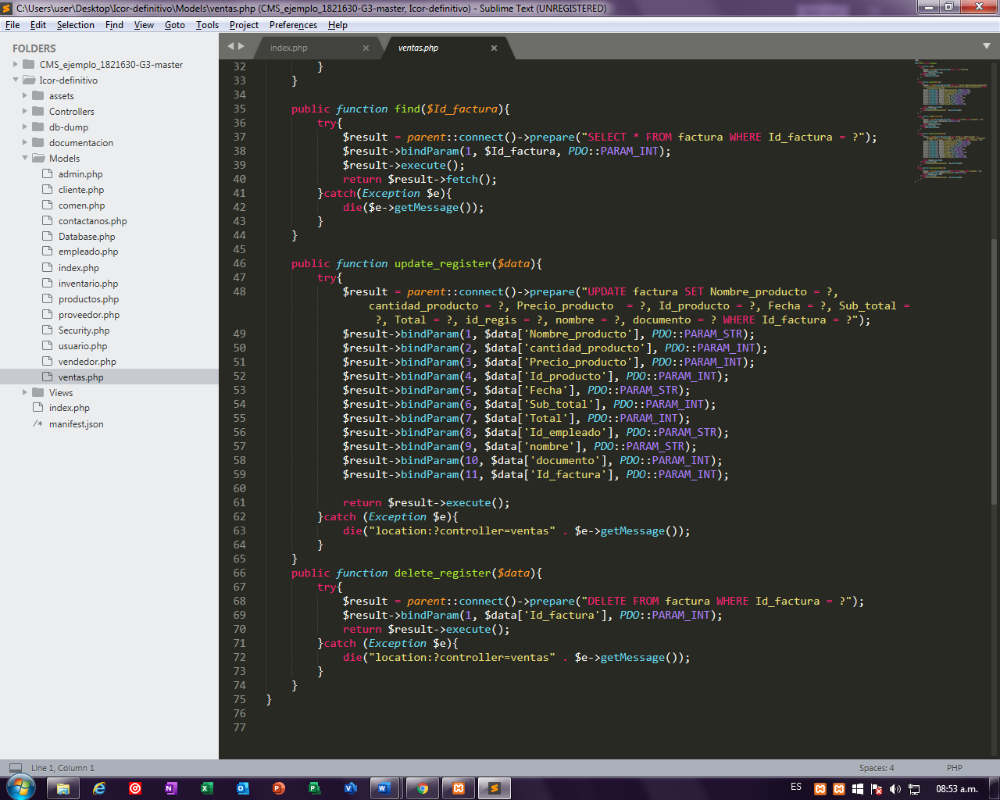 C:\Users\user\Desktop\Icor-definitivo\Models\ventas.php (CMS_ejemplo_1821630-G3-master, Icor-definitivo) - Sublime Text (UNREGISTERED)
File Edit Selection Find View Goto Tools Project Preferences Help
FOLDERS
CMS_ejemplo_1821630-G3-master
Icor-definitivo
assets
Controllers
db-dump
documentacion
Models
admin.php
cliente.php
comen.php
contactanos.php
Database.php
empleado.php
index.php
inventario.php
productos.php
proveedor.php
Security.php
usuario.php
vendedor.php
ventas.php
Views
index.php
/* manifest.json
index.php × ventas.php ×
32 }
33 }
34
35 public function find($Id_factura){
36 try{
37 $result = parent::connect()->prepare("SELECT * FROM factura WHERE Id_factura = ?");
38 $result->bindParam(1, $Id_factura, PDO::PARAM_INT);
39 $result->execute();
40 return $result->fetch();
41 }catch(Exception $e){
42 die($e->getMessage());
43 }
44 }
45
46 public function update_register($data){
47 try{
48 $result = parent::connect()->prepare("UPDATE factura SET Nombre_producto = ?,
cantidad_producto = ?, Precio_producto  = ?, Id_producto = ?, Fecha = ?, Sub_total =
?, Total = ?, id_regis = ?, nombre = ?, documento = ? WHERE Id_factura = ?");
49 $result->bindParam(1, $data['Nombre_producto'], PDO::PARAM_STR);
50 $result->bindParam(2, $data['cantidad_producto'], PDO::PARAM_INT);
51 $result->bindParam(3, $data['Precio_producto'], PDO::PARAM_INT);
52 $result->bindParam(4, $data['Id_producto'], PDO::PARAM_INT);
53 $result->bindParam(5, $data['Fecha'], PDO::PARAM_STR);
54 $result->bindParam(6, $data['Sub_total'], PDO::PARAM_INT);
55 $result->bindParam(7, $data['Total'], PDO::PARAM_INT);
56 $result->bindParam(8, $data['Id_empleado'], PDO::PARAM_STR);
57 $result->bindParam(9, $data['nombre'], PDO::PARAM_STR);
58 $result->bindParam(10, $data['documento'], PDO::PARAM_INT);
59 $result->bindParam(11, $data['Id_factura'], PDO::PARAM_INT);
60
61 return $result->execute();
62 }catch (Exception $e){
63 die("location:?controller=ventas" . $e->getMessage());
64 }
65 }
66 public function delete_register($data){
67 try{
68 $result = parent::connect()->prepare("DELETE FROM factura WHERE Id_factura = ?");
69 $result->bindParam(1, $data['Id_factura'], PDO::PARAM_INT);
70 return $result->execute();
71 }catch (Exception $e){
72 die("location:?controller=ventas" . $e->getMessage());
73 }
74 }
75 }
76
77
Line 1, Column 1 Spaces: 4 PHP
ES 08:53 a.m.